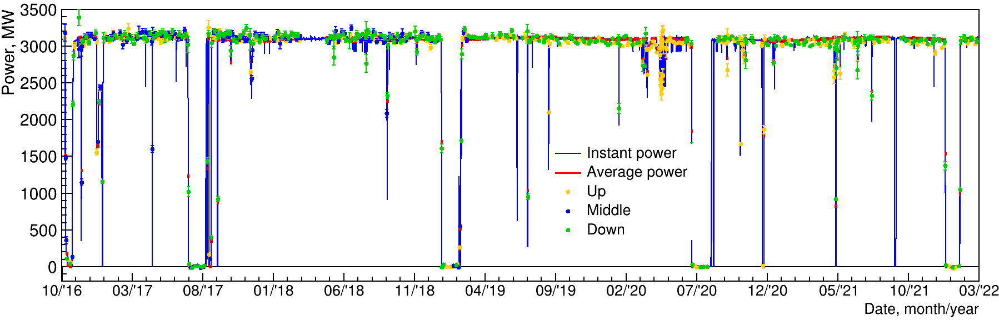 Power, MW
3500
3000
2500
2000
1500
1000
500
0
Instant power
Average power
Up
Middle
Down
10/'16 03/'17 08/'17 01/'18 06/'18 11/'18 04/'19 09/'19 02/'20 07/'20 12/'20 05/'21 10/'21 03/'22
Date, month/year